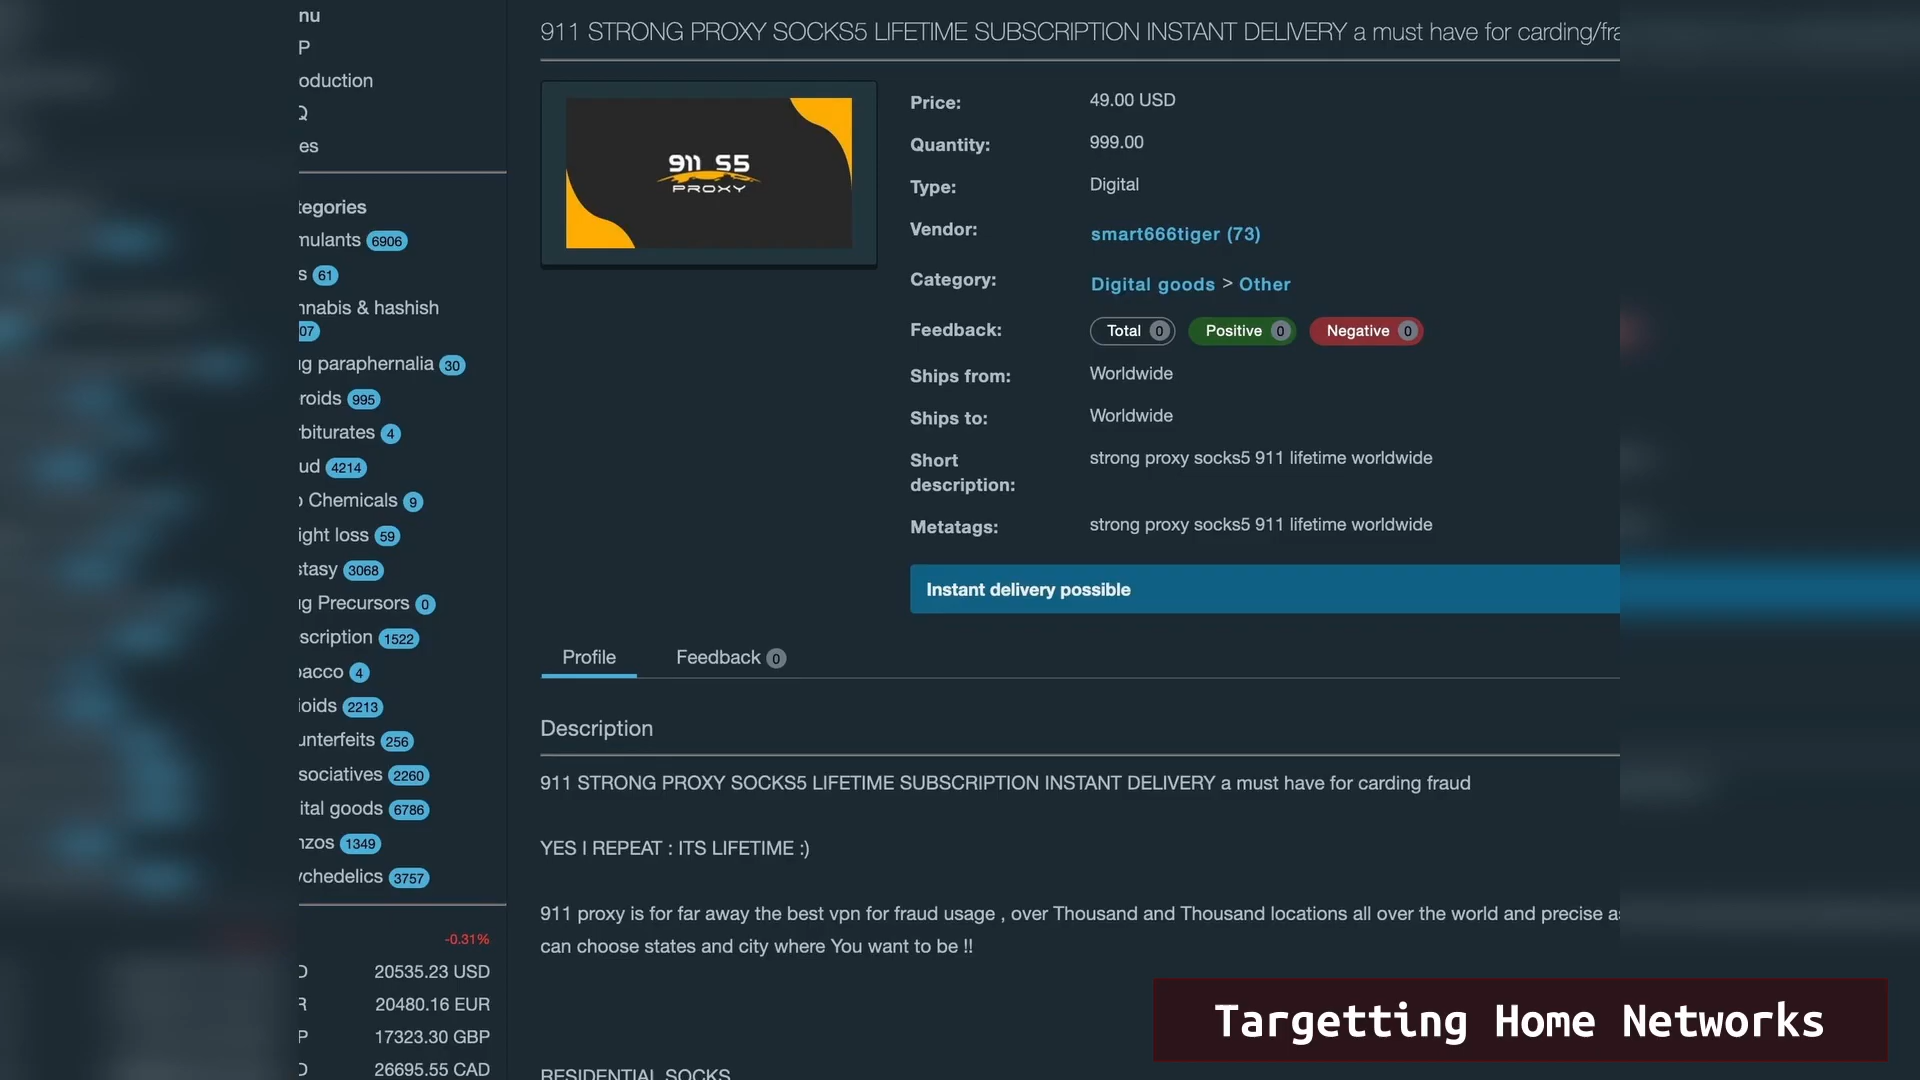 nu
P
oduction
Q
es
tegories
mulants 6906
s 61
nnabis & hashish
07
ug paraphernalia 30
eroids 995
rbiturates 4
ud 4214
o Chemicals 9
ight loss 59
stasy 3068
ug Precursors 0
scription 1522
bacco 4
ioids 2213
unterfeits 256
sociatives 2260
ital goods 6786
nzos 1349
ychedelics 3757
-0.31%
D 20535.23 USD
R 20480.16 EUR
P 17323.30 GBP
D 26695.55 CAD
911 STRONG PROXY SOCKS5 LIFETIME SUBSCRIPTION INSTANT DELIVERY a must have for carding/fra
911 S5
PROXY
Price: 49.00 USD
Quantity: 999.00
Type: Digital
Vendor: smart666tiger (73)
Category: Digital goods > Other
Feedback: Total 0 Positive 0 Negative 0
Ships from: Worldwide
Ships to: Worldwide
Short description: strong proxy socks5 911 lifetime worldwide
Metatags: strong proxy socks5 911 lifetime worldwide
Instant delivery possible
Profile Feedback 0
Description
911 STRONG PROXY SOCKS5 LIFETIME SUBSCRIPTION INSTANT DELIVERY a must have for carding fraud
YES I REPEAT : ITS LIFETIME :)
911 proxy is for far away the best vpn for fraud usage , over Thousand and Thousand locations all over the world and precise as
can choose states and city where You want to be !!
RESIDENTIAL SOCKS
Targetting Home Networks